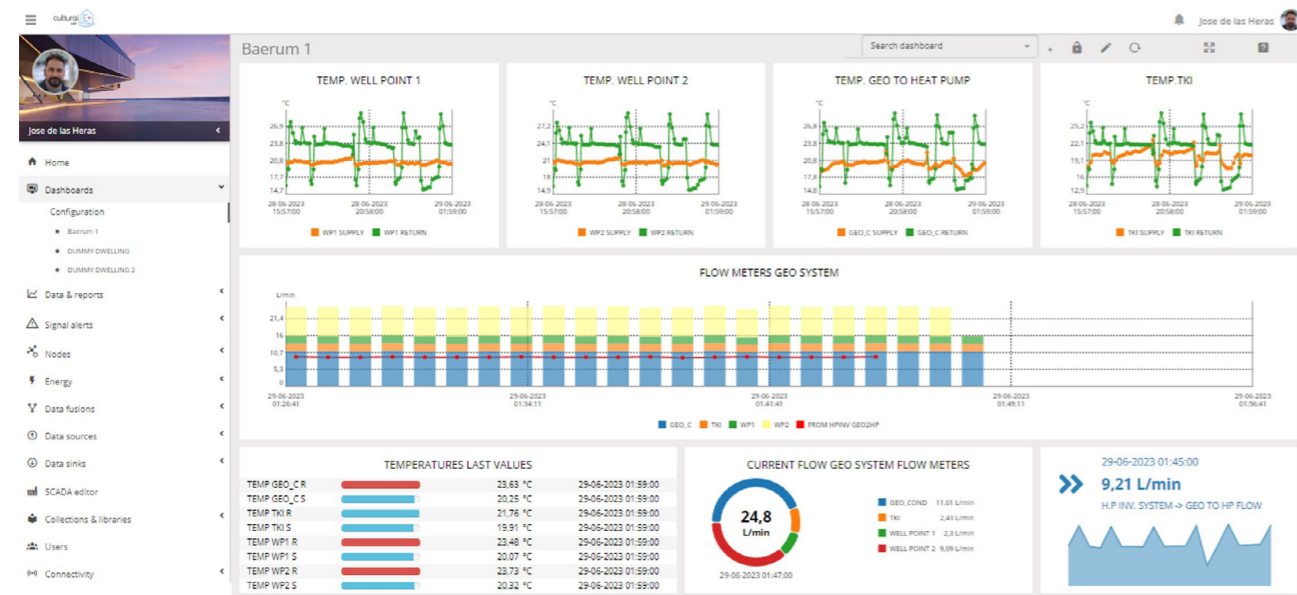 cultural
Jose de las Heras
Jose de las Heras
Home
Dashboards
Configuration
Baerum 1
DUMMY DWELLING
DUMMY DWELLING 2
Data & reports
Signal alerts
Nodes
Energy
Data fusions
Data sources
Data sinks
SCADA editor
Collections & libraries
Users
Connectivity
Baerum 1
Search dashboard
TEMP. WELL POINT 1
°C
26,9
23,8
20,8
17,7
14,7
28-06-2023 28-06-2023 29-06-2023
15:57:00 20:58:00 01:59:00
WP1 SUPPLY WP1 RETURN
TEMP. WELL POINT 2
°C
27,2
24,1
21
18
14,9
28-06-2023 28-06-2023 29-06-2023
15:57:00 20:58:00 01:59:00
WP2 SUPPLY WP2 RETURN
TEMP. GEO TO HEAT PUMP
°C
26,8
23,8
20,8
17,8
14,8
28-06-2023 28-06-2023 29-06-2023
15:57:00 20:58:00 01:59:00
GEO_C SUPPLY GEO_C RETURN
TEMP.TKI
°C
25,2
22,1
19,1
16
12,9
28-06-2023 28-06-2023 29-06-2023
15:57:00 20:58:00 01:59:00
TKI SUPPLY TKI RETURN
FLOW METERS GEO SYSTEM
L/min
21,4
16
10,7
5,3
0
29-06-2023 29-06-2023 29-06-2023 29-06-2023 29-06-2023
01:26:41 01:34:11 01:41:41 01:49:11 01:56:41
GEO_C TKI WP1 WP2 FROM HPINV GEO2HP
TEMPERATURES LAST VALUES
TEMP GEO_C R 23,63 °C 29-06-2023 01:59:00
TEMP GEO_C S 20,25 °C 29-06-2023 01:59:00
TEMP TKI R 21,76 °C 29-06-2023 01:59:00
TEMP TKI S 19,91 °C 29-06-2023 01:59:00
TEMP WP1 R 23,48 °C 29-06-2023 01:59:00
TEMP WP1 S 20,07 °C 29-06-2023 01:59:00
TEMP WP2 R 23,73 °C 29-06-2023 01:59:00
TEMP WP2 S 20,32 °C 29-06-2023 01:59:00
CURRENT FLOW GEO SYSTEM FLOW METERS
24,8
L/min
GEO_COND 11,01 L/min
TKI 2,43 L/min
WELL POINT 1 2,3 L/min
WELL POINT 2 9,09 L/min
29-06-2023 01:47:00
29-06-2023 01:45:00
9,21 L/min
H.P INV. SYSTEM -> GEO TO HP FLOW